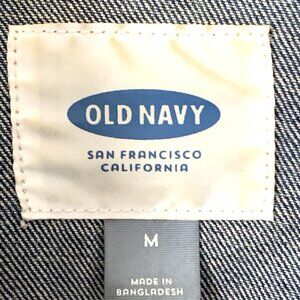 OLD NAVY
SAN FRANCISCO
CALIFORNIA
M
MADE IN
BANGLADESH